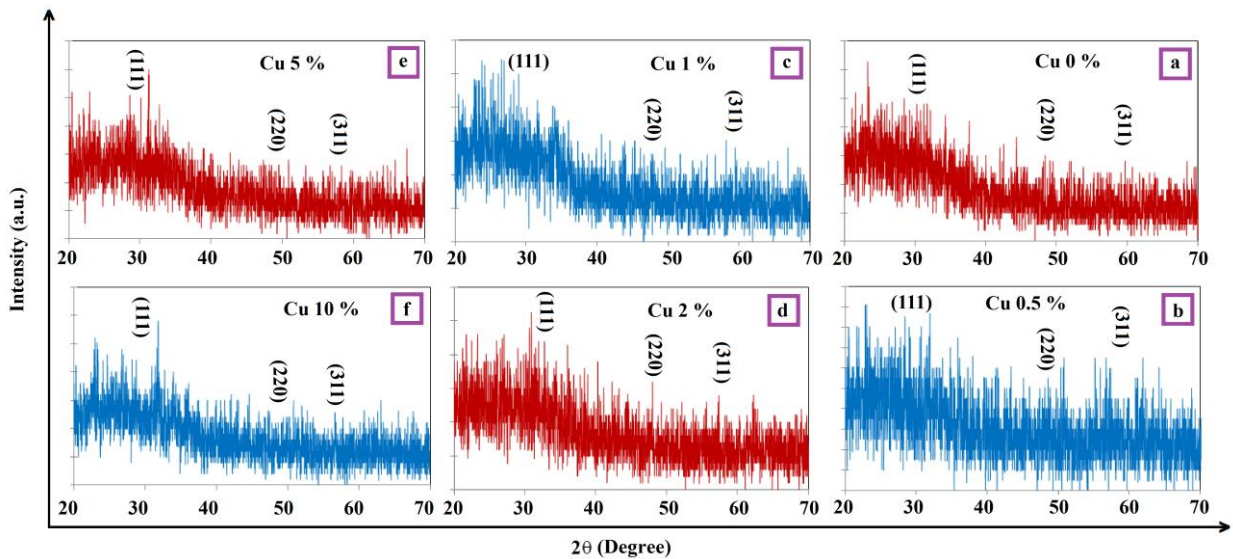 Cu 5 %
e
(111)
(220)
(311)
20 30 40 50 60 70
Cu 1 %
c
(111)
(220)
(311)
20 30 40 50 60 70
Cu 0 %
a
(111)
(220)
(311)
20 30 40 50 60 70
Cu 10 %
f
(111)
(220)
(311)
20 30 40 50 60 70
Cu 2 %
d
(111)
(220)
(311)
20 30 40 50 60 70
Cu 0.5 %
b
(111)
(220)
(311)
20 30 40 50 60 70
Intensity (a.u.)
2θ (Degree)